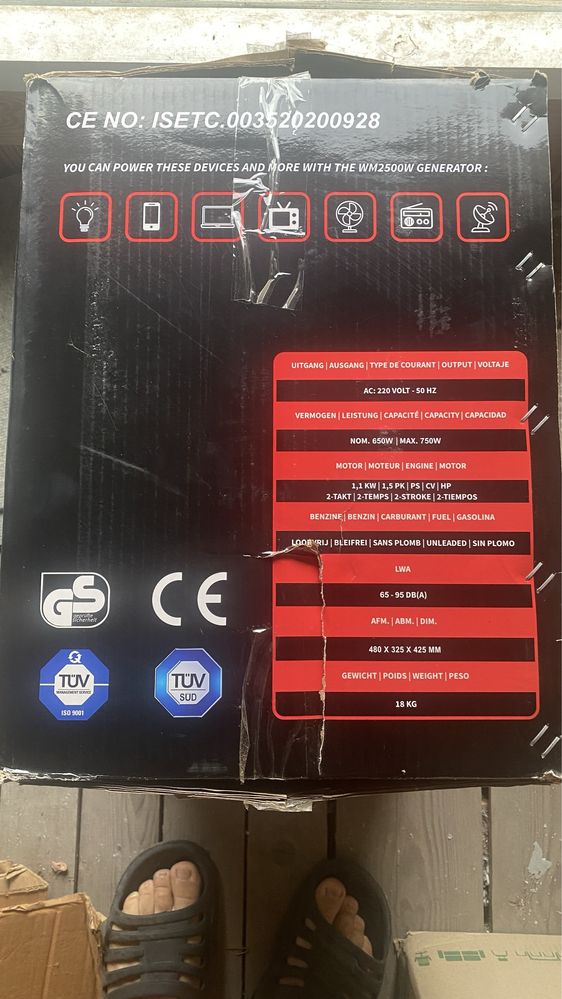 CE NO: ISETC.003520200928
YOU CAN POWER THESE DEVICES AND MORE WITH THE WM2500W GENERATOR :
UITGANG | AUSGANG | TYPE DE COURANT | OUTPUT | VOLTAJE
AC: 220 VOLT - 50 HZ
VERMOGEN | LEISTUNG | CAPACITÉ | CAPACITY | CAPACIDAD
NOM. 650W | MAX. 750W
MOTOR | MOTEUR | ENGINE | MOTOR
1,1 KW | 1,5 PK | PS | CV | HP
2-TAKT | 2-TEMPS | 2-STROKE | 2-TIEMPOS
BENZINE | BENZIN | CARBURANT | FUEL | GASOLINA
LOODVRIJ | BLEIFREI | SANS PLOMB | UNLEADED | SIN PLOMO
LWA
65 - 95 DB(A)
AFM. | ABM. | DIM.
480 X 325 X 425 MM
GEWICHT | POIDS | WEIGHT | PESO
18 KG
GS
geprüfte
Sicherheit
CE
TÜV
MANAGEMENT SERVICE
ISO 9001
TÜV
SÜD